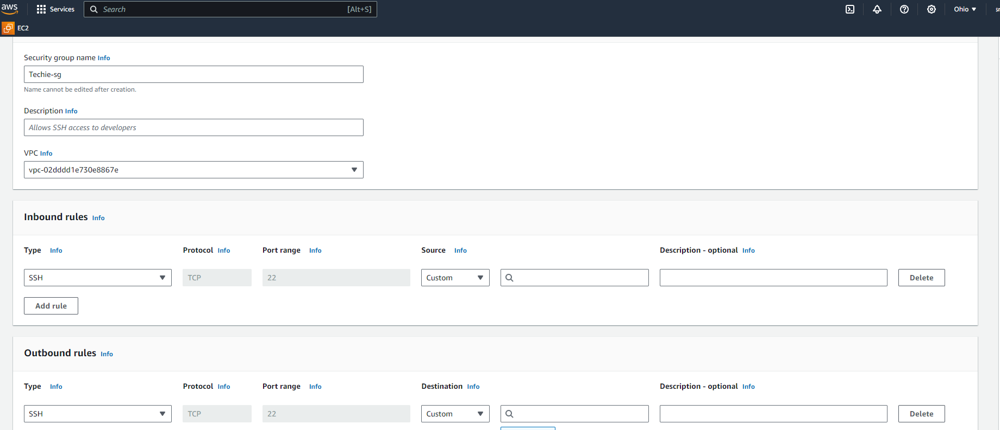 aws Services Search [Alt+S] Ohio
EC2
Security group name Info
Techie-sg
Name cannot be edited after creation.
Description Info
Allows SSH access to developers
VPC Info
vpc-02dddd1e730e8867e
Inbound rules Info
Type Info Protocol Info Port range Info Source Info Description - optional Info
SSH TCP 22 Custom Delete
Add rule
Outbound rules Info
Type Info Protocol Info Port range Info Destination Info Description - optional Info
SSH TCP 22 Custom Delete